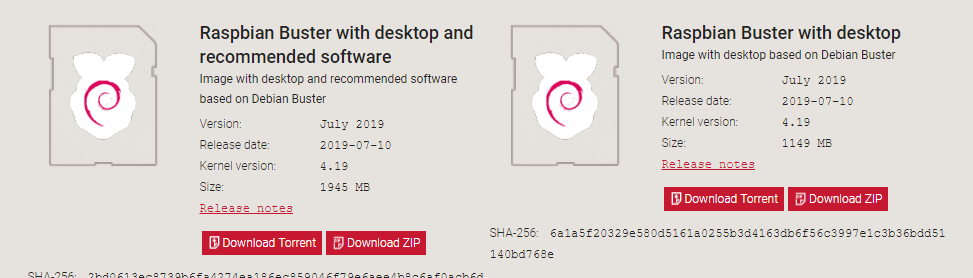 Raspbian Buster with desktop and
recommended software
Image with desktop and recommended software
based on Debian Buster
Version: July 2019
Release date: 2019-07-10
Kernel version: 4.19
Size: 1945 MB
Release notes
Download Torrent Download ZIP
SHA-256: 2bd0613ec8739b6fa4274ea186ec859046f79e6aee4b8c6af0acb6d
Raspbian Buster with desktop
Image with desktop based on Debian Buster
Version: July 2019
Release date: 2019-07-10
Kernel version: 4.19
Size: 1149 MB
Release notes
Download Torrent Download ZIP
SHA-256: 6a1a5f20329e580d5161a0255b3d4163db6f56c3997e1c3b36bdd51
140bd768e